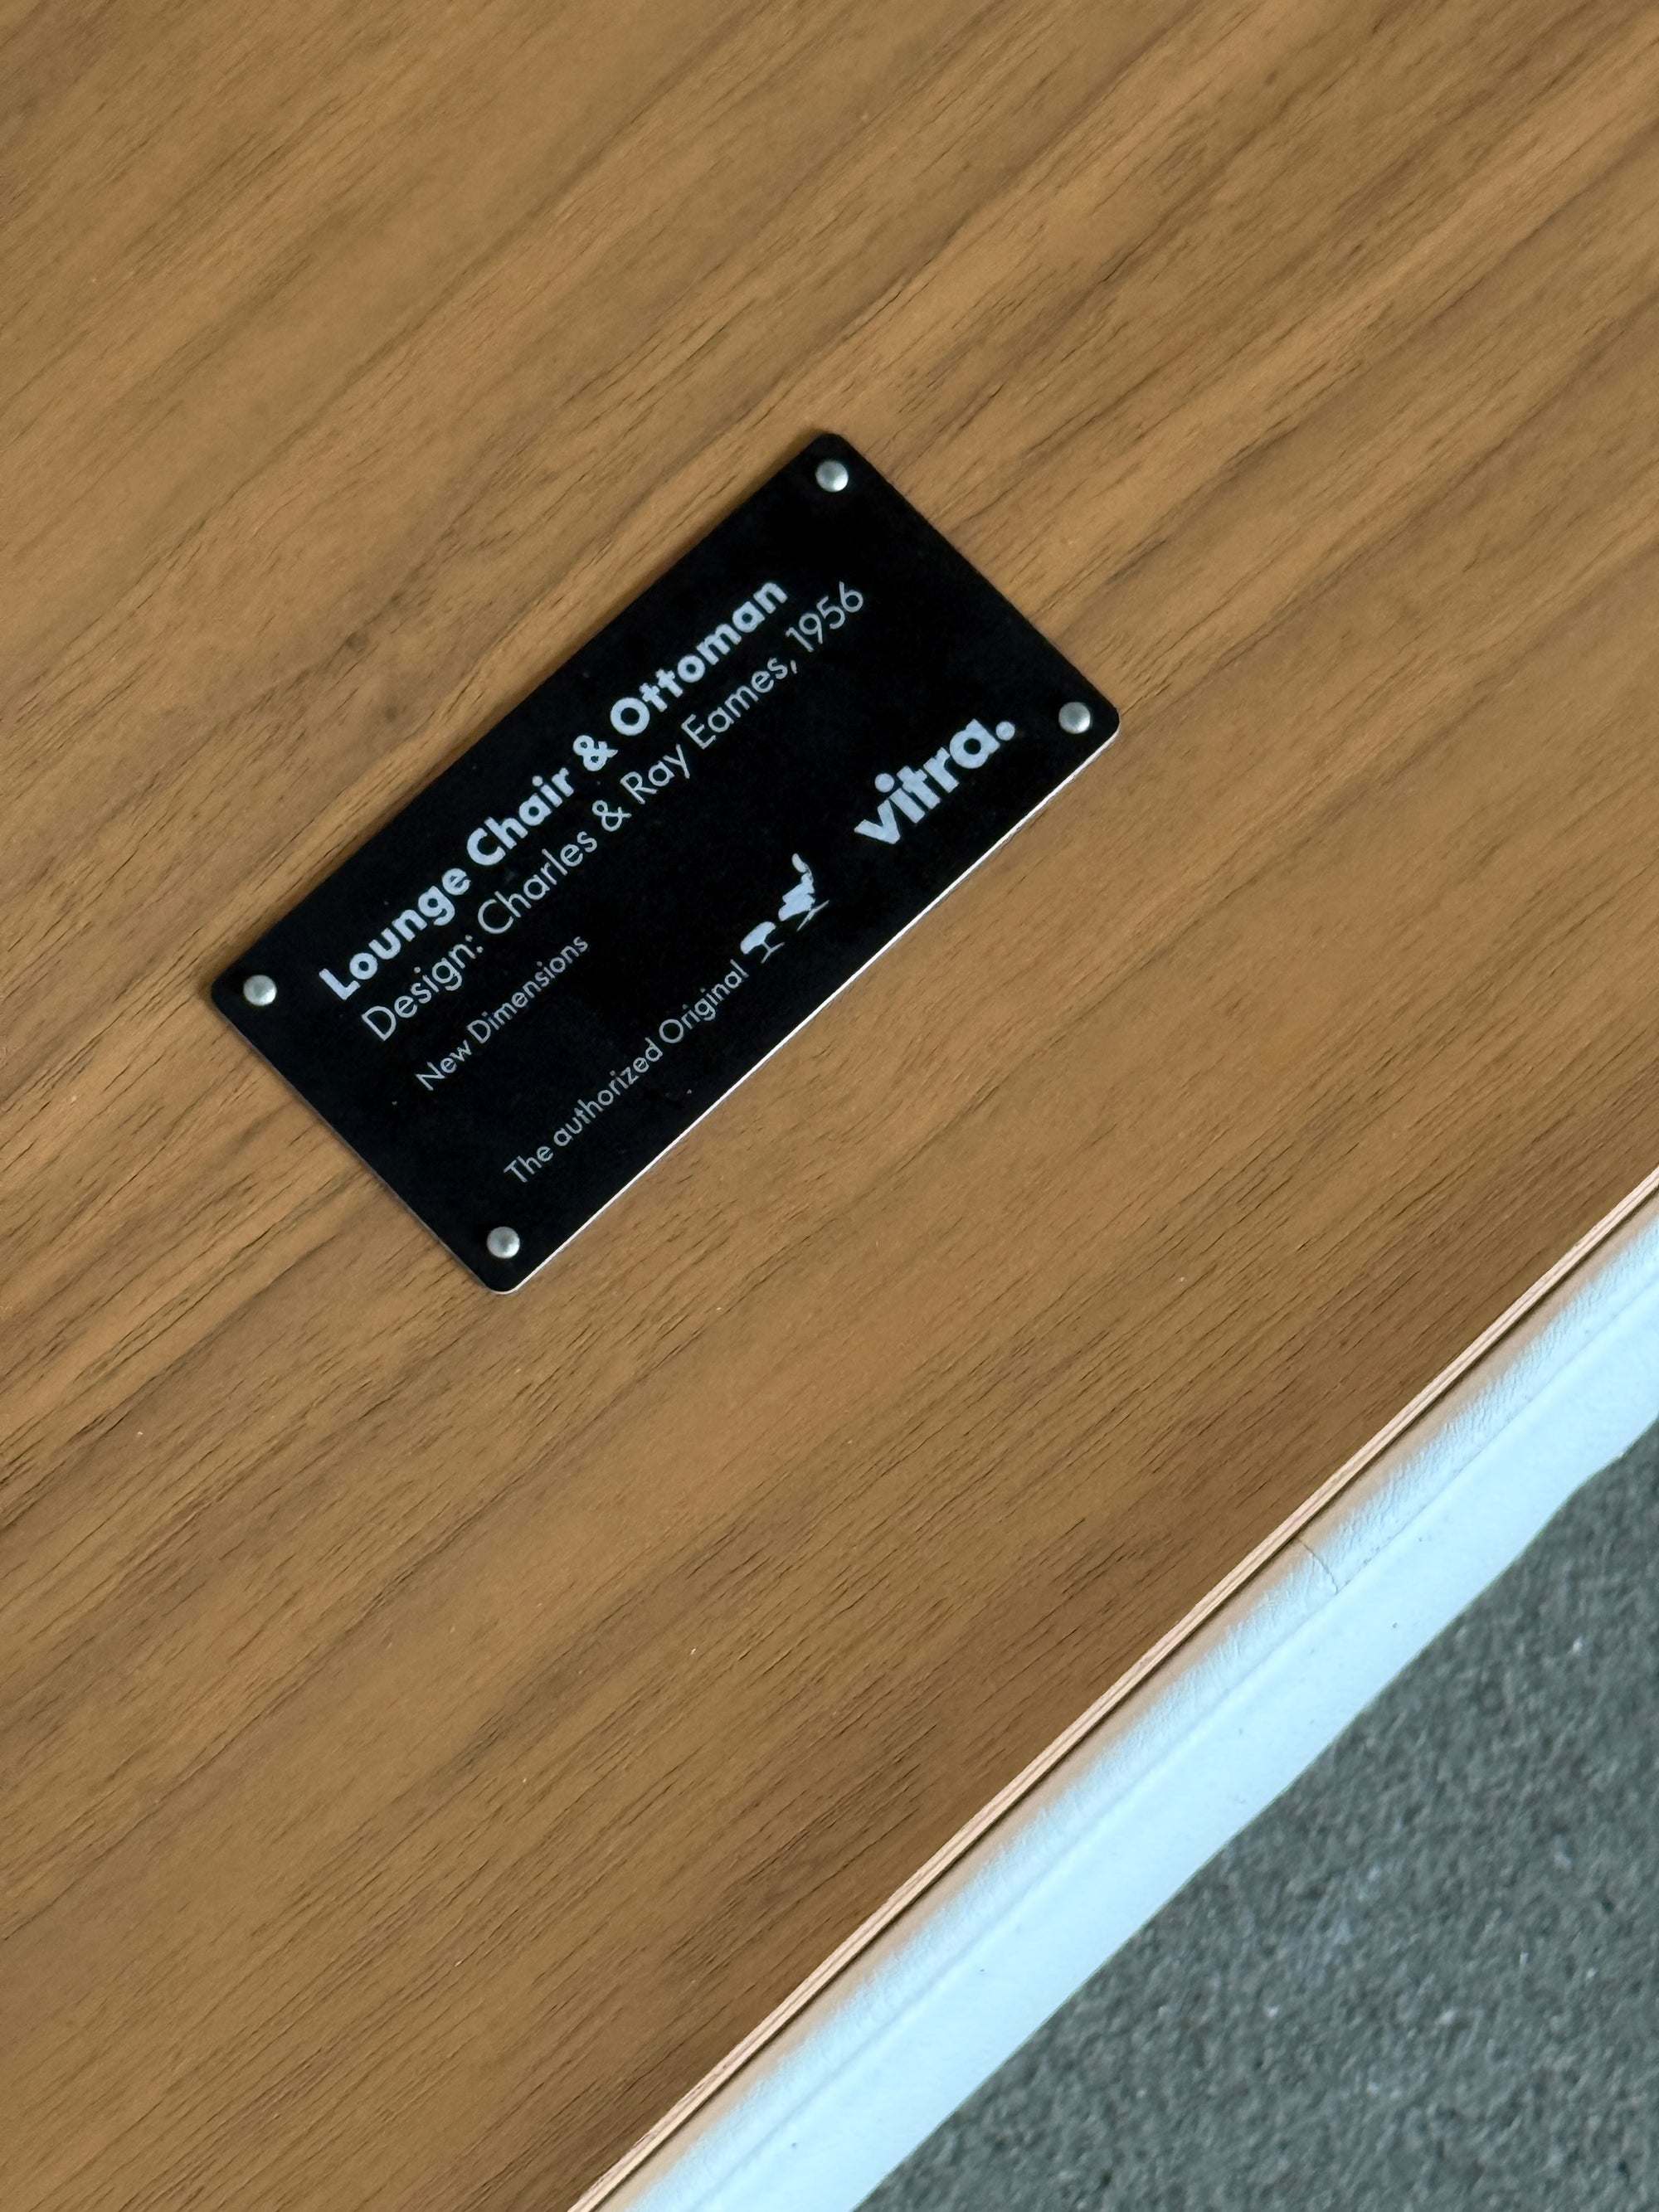 Lounge Chair & Ottoman
Design: Charles & Ray Eames, 1956
New Dimensions
The authorized Original
vitra.